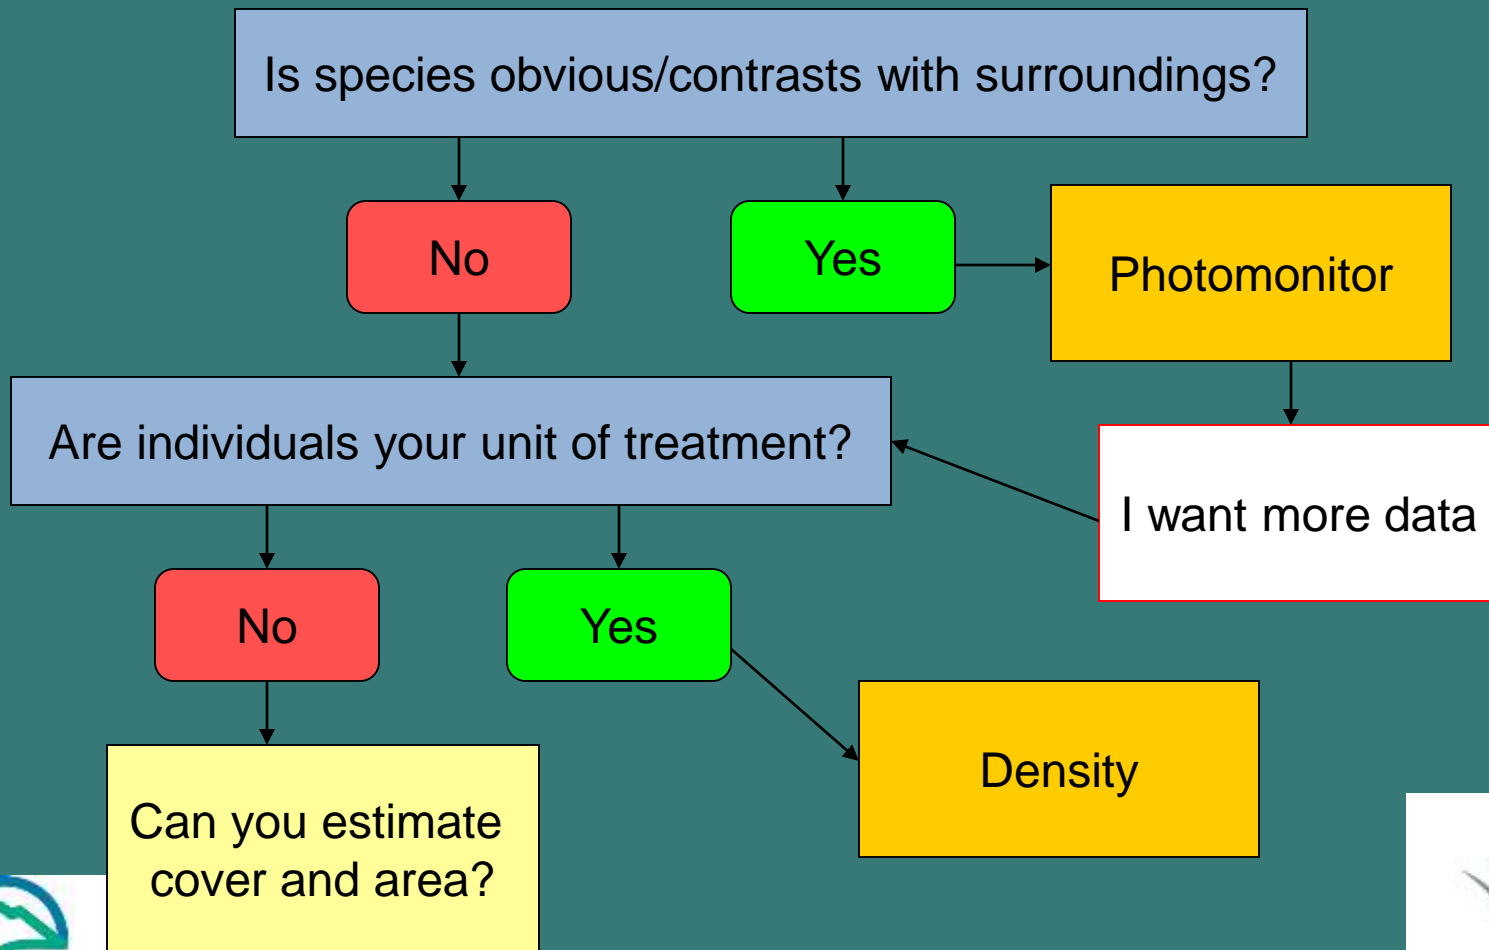 Is species obvious/contrasts with surroundings?
No
Yes
Photomonitor
Are individuals your unit of treatment?
I want more data
No
Yes
Density
Can you estimate
cover and area?